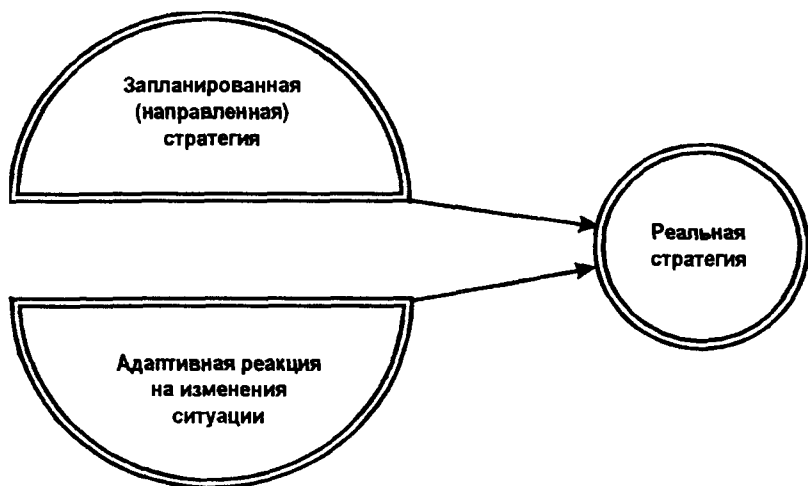 Запланированная
(направленная)
стратегия
Реальная
стратегия
Адаптивная реакция
на изменения
ситуации